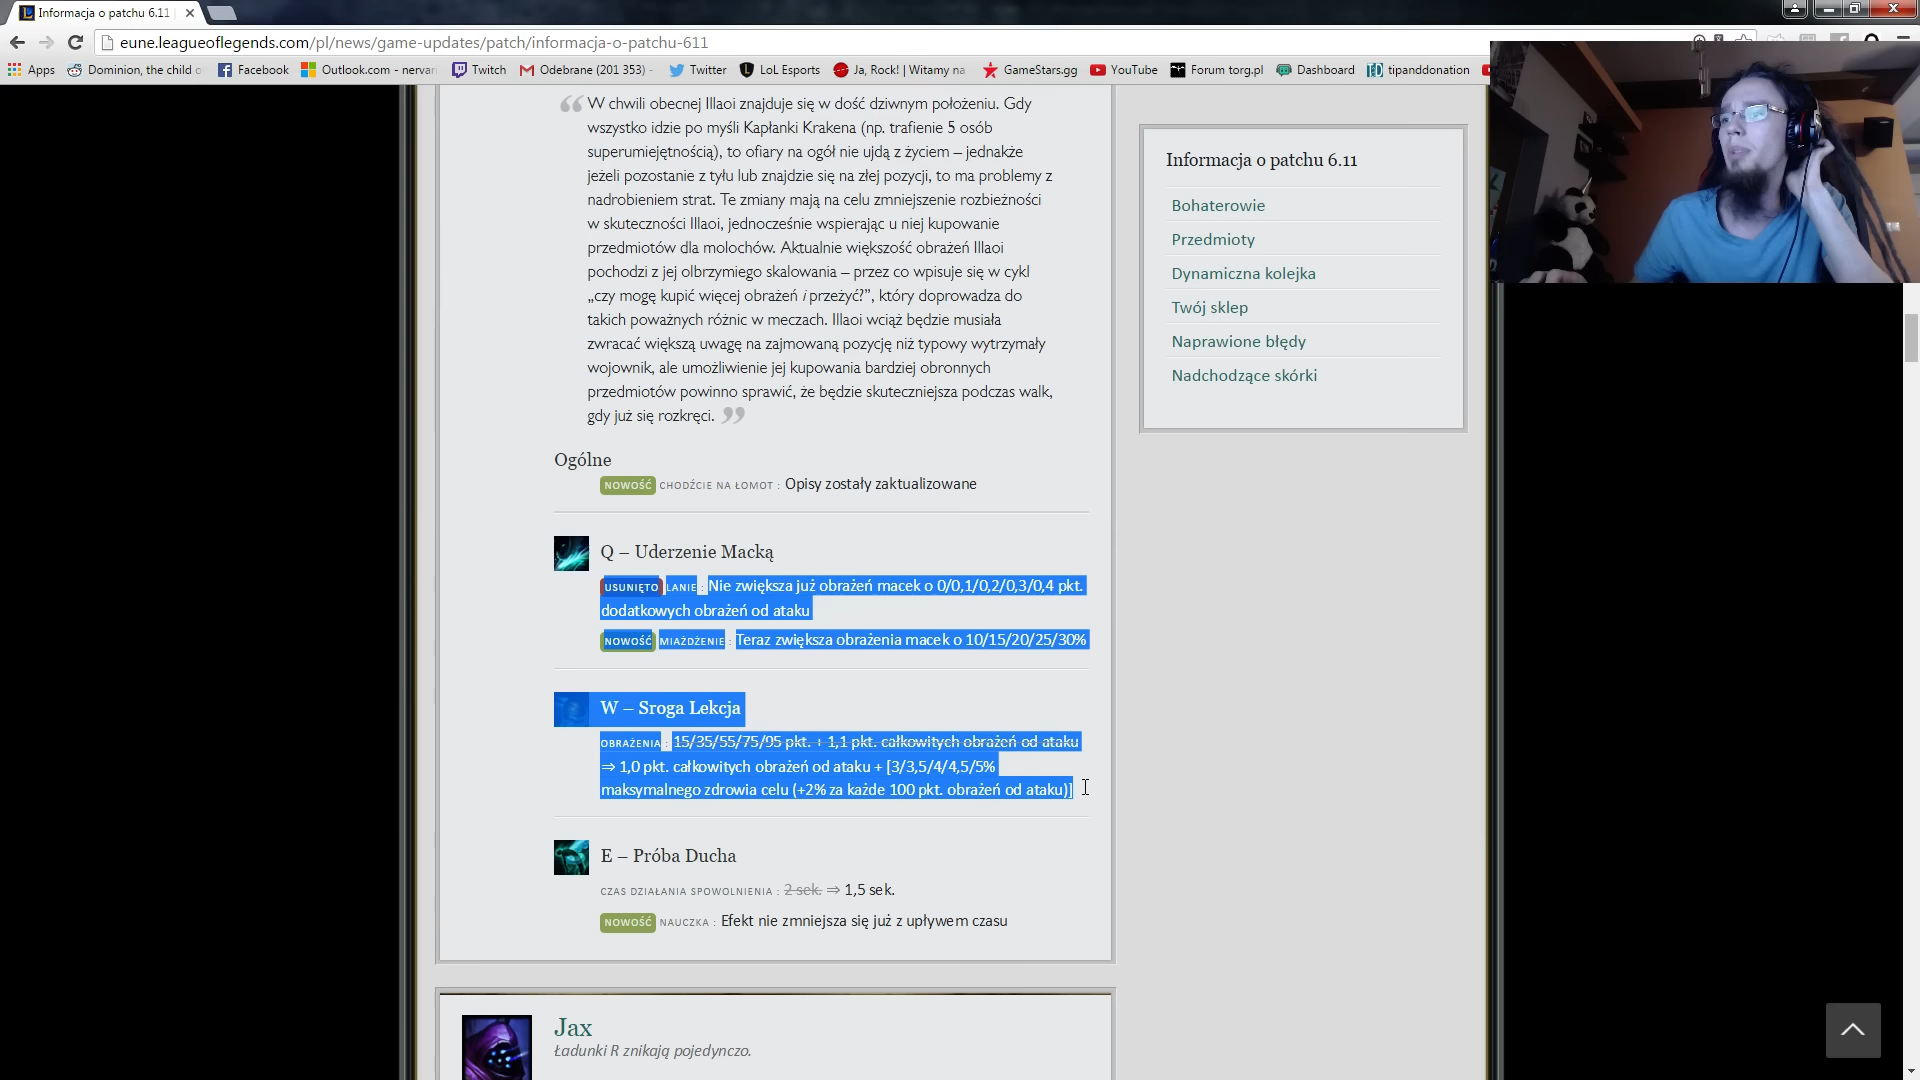 Informacja o patchu 6.11
eune.leagueoflegends.com/pl/news/game-updates/patch/informacja-o-patchu-611
Apps
Dominion, the child o
Facebook
Outlook.com - nervar
Twitch
Odebrane (201 353) -
Twitter
LoL Esports
Ja, Rock! | Witamy na
GameStars.gg
YouTube
Forum torg.pl
Dashboard
tipanddonation
“ W chwili obecnej Illaoi znajduje się w dość dziwnym położeniu. Gdy
wszystko idzie po myśli Kapłanki Krakena (np. trafienie 5 osób
superumiejętnością), to ofiary na ogół nie ujdą z życiem – jednakże
jeżeli pozostanie z tyłu lub znajdzie się na złej pozycji, to ma problemy z
nadrobieniem strat. Te zmiany mają na celu zmniejszenie rozbieżności
w skuteczności Illaoi, jednocześnie wspierając u niej kupowanie
przedmiotów dla molochów. Aktualnie większość obrażeń Illaoi
pochodzi z jej olbrzymiego skalowania – przez co wpisuje się w cykl
„czy mogę kupić więcej obrażeń i przeżyć?”, który doprowadza do
takich poważnych różnic w meczach. Illaoi wciąż będzie musiała
zwracać większą uwagę na zajmowaną pozycję niż typowy wytrzymały
wojownik, ale umożliwienie jej kupowania bardziej obronnych
przedmiotów powinno sprawić, że będzie skuteczniejsza podczas walk,
gdy już się rozkręci. ”
Ogólne
NOWOŚĆ CHODŹCIE NA ŁOMOT : Opisy zostały zaktualizowane
Q – Uderzenie Macką
USUNIĘTO LANIE : Nie zwiększa już obrażeń macek o 0/0,1/0,2/0,3/0,4 pkt.
dodatkowych obrażeń od ataku
NOWOŚĆ MIAŻDŻENIE : Teraz zwiększa obrażenia macek o 10/15/20/25/30%
W – Sroga Lekcja
OBRAŻENIA : 15/35/55/75/95 pkt. + 1,1 pkt. całkowitych obrażeń od ataku
⇒ 1,0 pkt. całkowitych obrażeń od ataku + [3/3,5/4/4,5/5%
maksymalnego zdrowia celu (+2% za każde 100 pkt. obrażeń od ataku)]
E – Próba Ducha
CZAS DZIAŁANIA SPOWOLNIENIA : 2 sek. ⇒ 1,5 sek.
NOWOŚĆ NAUCZKA : Efekt nie zmniejsza się już z upływem czasu
Jax
Ładunki R znikają pojedynczo.
Informacja o patchu 6.11
Bohaterowie
Przedmioty
Dynamiczna kolejka
Twój sklep
Naprawione błędy
Nadchodzące skórki